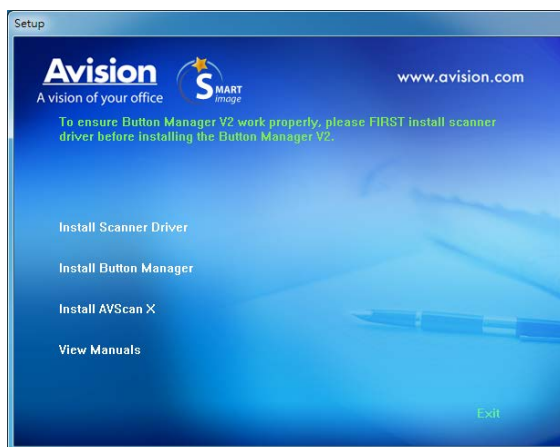 Setup
Avision
A vision of your office
SMART
image
www.avision.com
To ensure Button Manager V2 work properly, please FIRST install scanner
driver before installing the Button Manager V2.
Install Scanner Driver
Install Button Manager
Install AVScan X
View Manuals
Exit